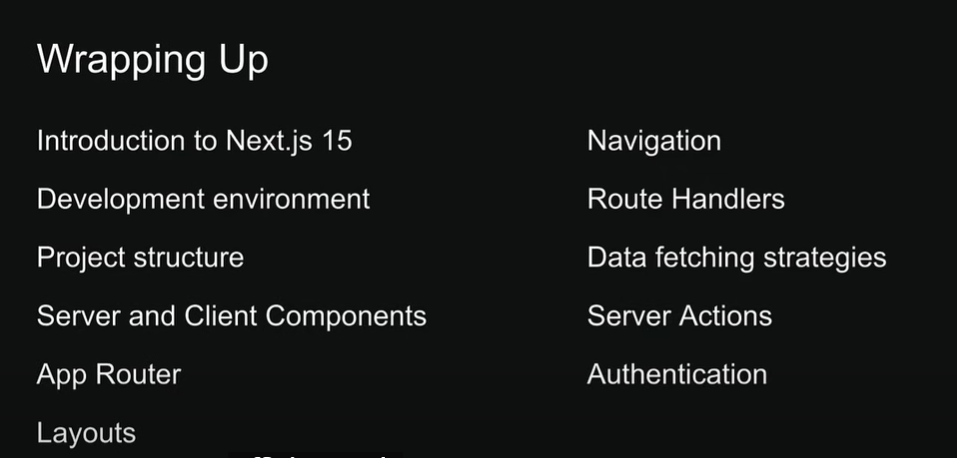 Wrapping Up
Introduction to Next.js 15
Development environment
Project structure
Server and Client Components
App Router
Layouts
Navigation
Route Handlers
Data fetching strategies
Server Actions
Authentication